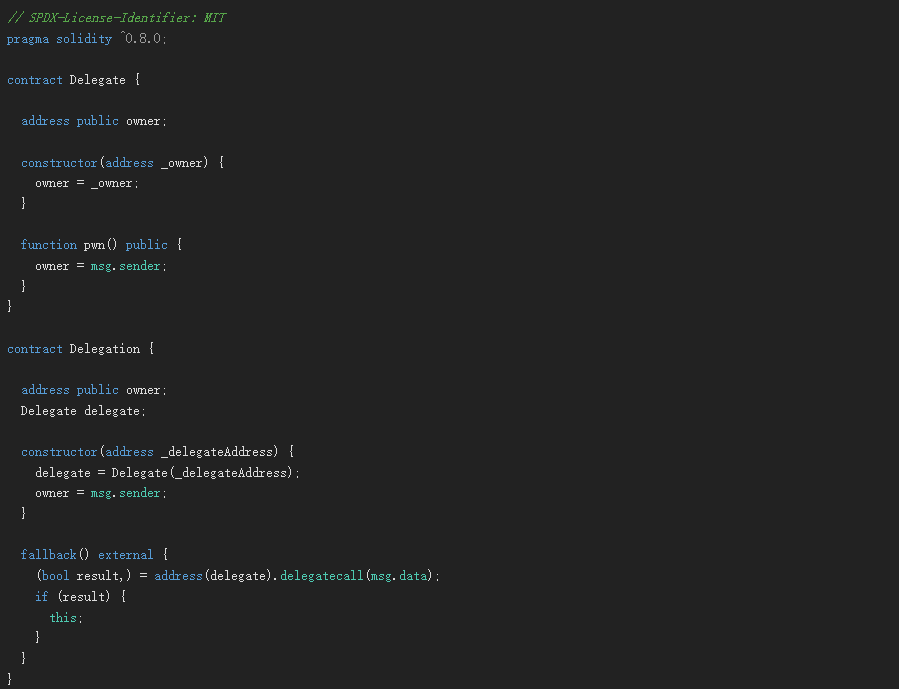 // SPDX-License-Identifier: MIT
pragma solidity ^0.8.0;
contract Delegate {
address public owner;
constructor(address _owner) {
owner = _owner;
}
function pwn() public {
owner = msg.sender;
}
}
contract Delegation {
address public owner;
Delegate delegate;
constructor(address _delegateAddress) {
delegate = Delegate(_delegateAddress);
owner = msg.sender;
}
fallback() external {
(bool result,) = address(delegate).delegatecall(msg.data);
if (result) {
this;
}
}
}